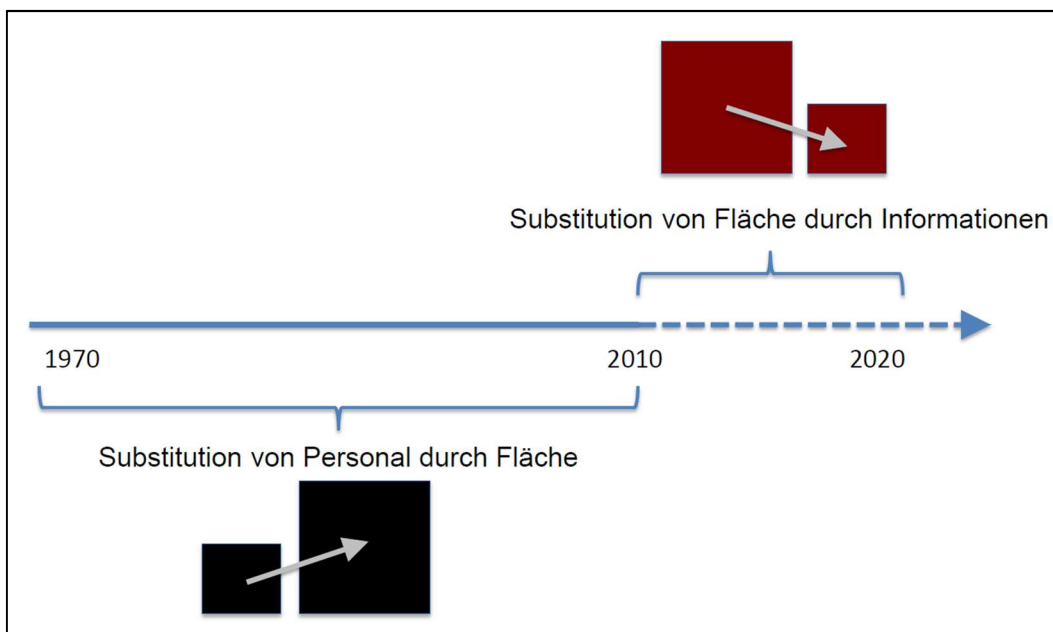 Substitution von Fläche durch Informationen
1970
2010
2020
Substitution von Personal durch Fläche